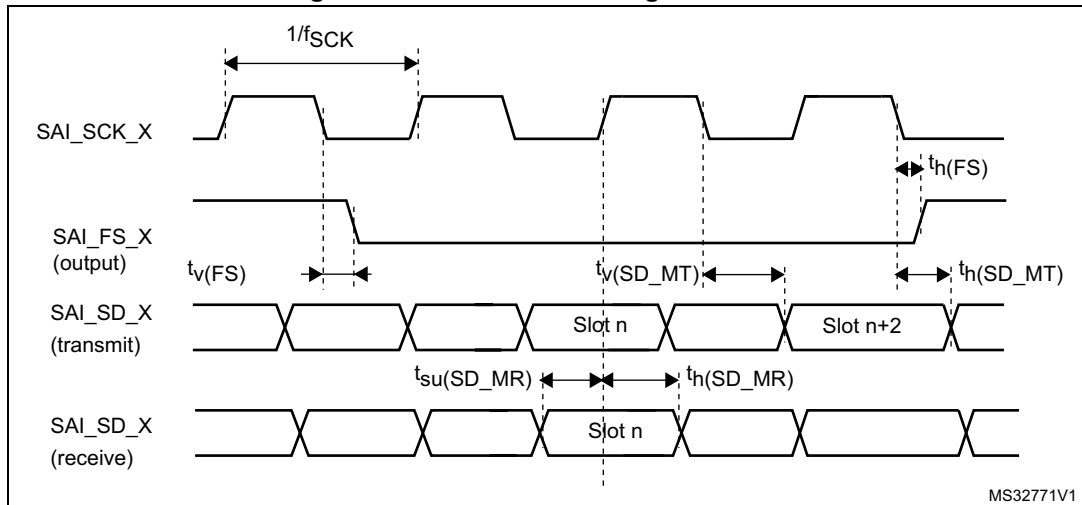 1/fSCK
SAI_SCK_X
th(FS)
SAI_FS_X
(output)
tv(FS)
tv(SD_MT)
th(SD_MT)
SAI_SD_X
(transmit)
Slot n
Slot n+2
tsu(SD_MR)
th(SD_MR)
SAI_SD_X
(receive)
Slot n
MS32771V1